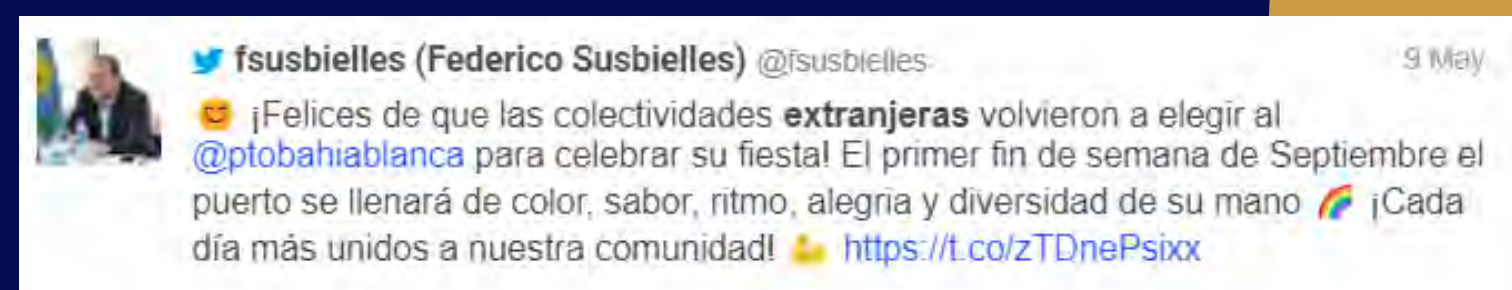 fsusbielles (Federico Susbielles) @fsusbielles 9 May
😊 ¡Felices de que las colectividades extranjeras volvieron a elegir al
@ptobahiablanca para celebrar su fiesta! El primer fin de semana de Septiembre el
puerto se llenará de color, sabor, ritmo, alegria y diversidad de su mano 🌈 ¡Cada
día más unidos a nuestra comunidad! 💪 https://t.co/zTDnePsixx